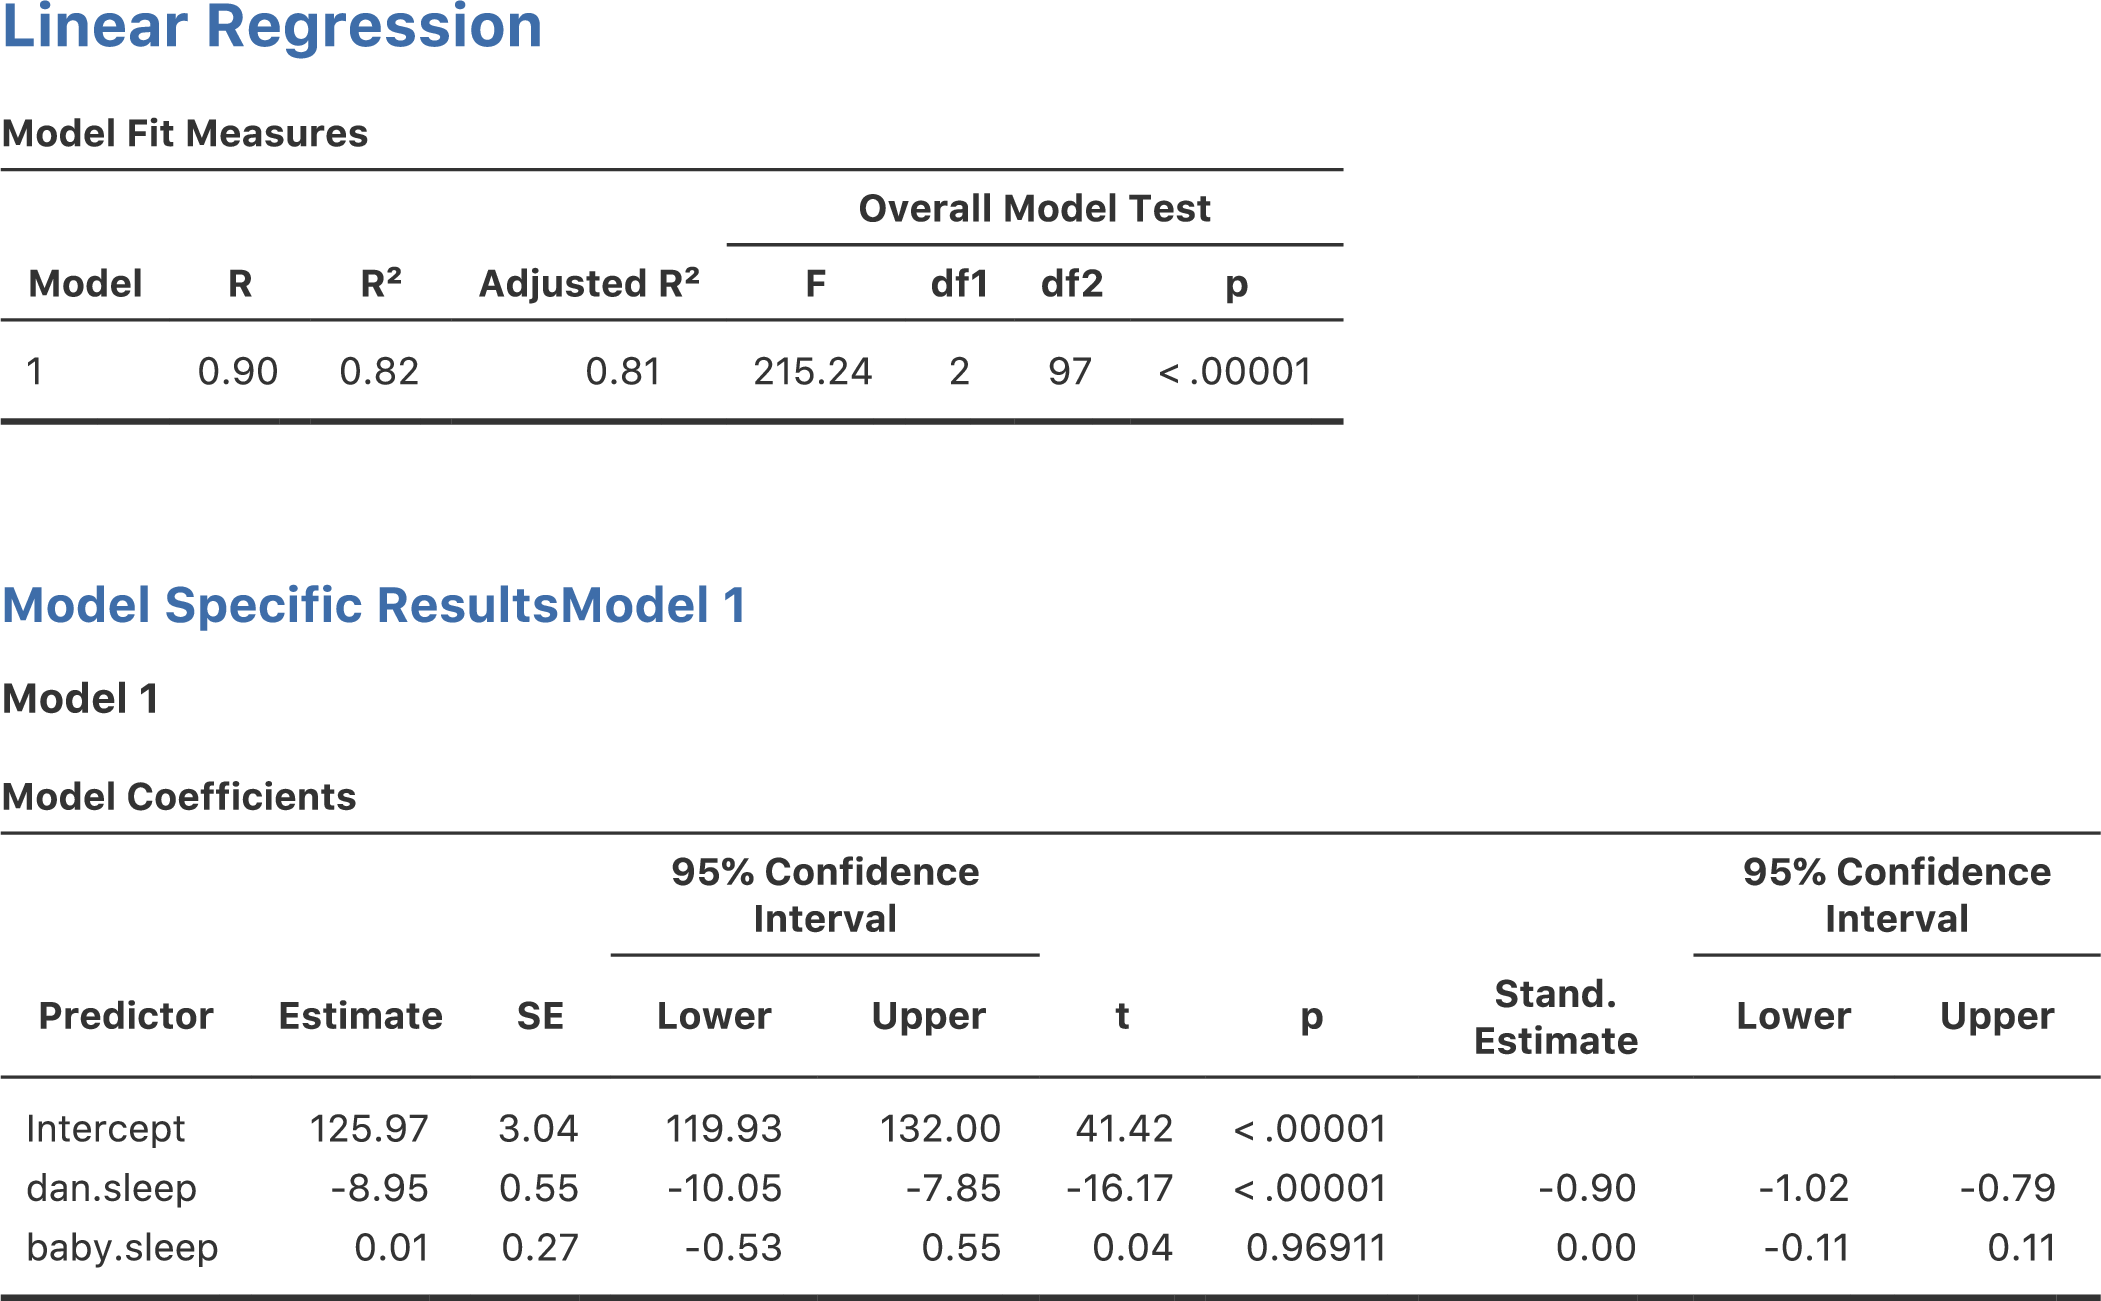 Linear Regression
Model Fit Measures
Overall Model Test
Model R R² Adjusted R² F df1 df2 p
1 0.90 0.82 0.81 215.24 2 97 < .00001
Model Specific ResultsModel 1
Model 1
Model Coefficients
95% Confidence Interval 95% Confidence Interval
Predictor Estimate SE Lower Upper t p Stand. Estimate Lower Upper
Intercept 125.97 3.04 119.93 132.00 41.42 < .00001
dan.sleep -8.95 0.55 -10.05 -7.85 -16.17 < .00001 -0.90 -1.02 -0.79
baby.sleep 0.01 0.27 -0.53 0.55 0.04 0.96911 0.00 -0.11 0.11